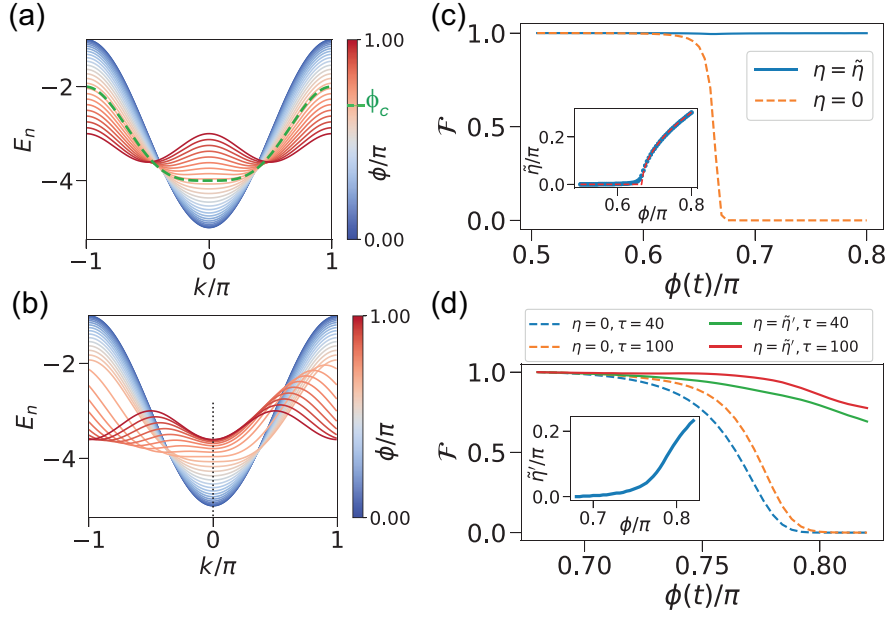 (a)
1.00
−2
−4
E_n
ϕ_c
ϕ/π
0.00
−1
0
1
k/π
(b)
1.00
−2
−4
E_n
ϕ/π
0.00
−1
0
1
k/π
(c)
1.0
0.5
0.0
ℱ
η = η̃
η = 0
η̃/π
0.2
0.0
0.6
0.8
ϕ/π
0.5
0.6
0.7
0.8
ϕ(t)/π
(d)
η = 0, τ = 40
η = η̃′, τ = 40
η = 0, τ = 100
η = η̃′, τ = 100
1.0
0.5
0.0
ℱ
η̃′/π
0.2
0.0
0.7
0.8
ϕ/π
0.70
0.75
0.80
ϕ(t)/π